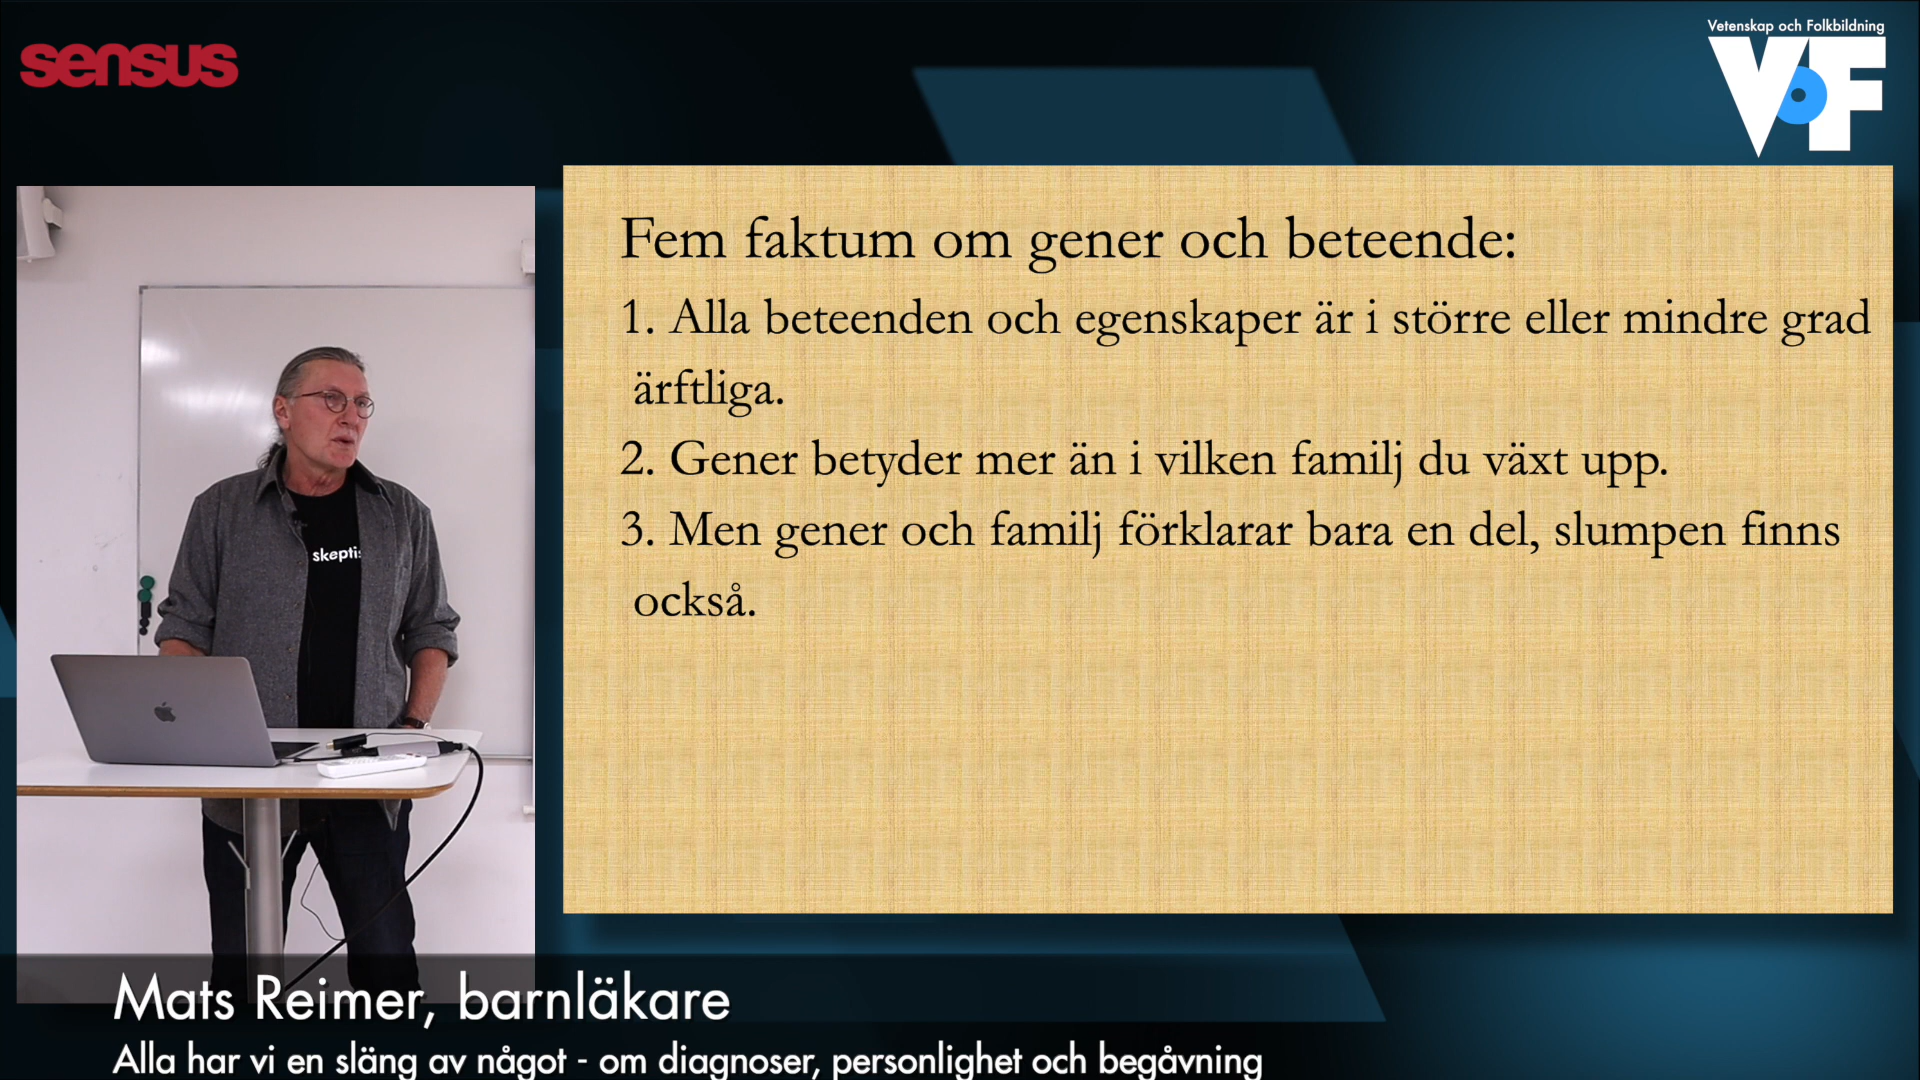 sensus
Vetenskap och Folkbildning
VoF
Fem faktum om gener och beteende:
1. Alla beteenden och egenskaper är i större eller mindre grad
ärftliga.
2. Gener betyder mer än i vilken familj du växt upp.
3. Men gener och familj förklarar bara en del, slumpen finns
också.
skeptis
Mats Reimer, barnläkare
Alla har vi en släng av något - om diagnoser, personlighet och begåvning